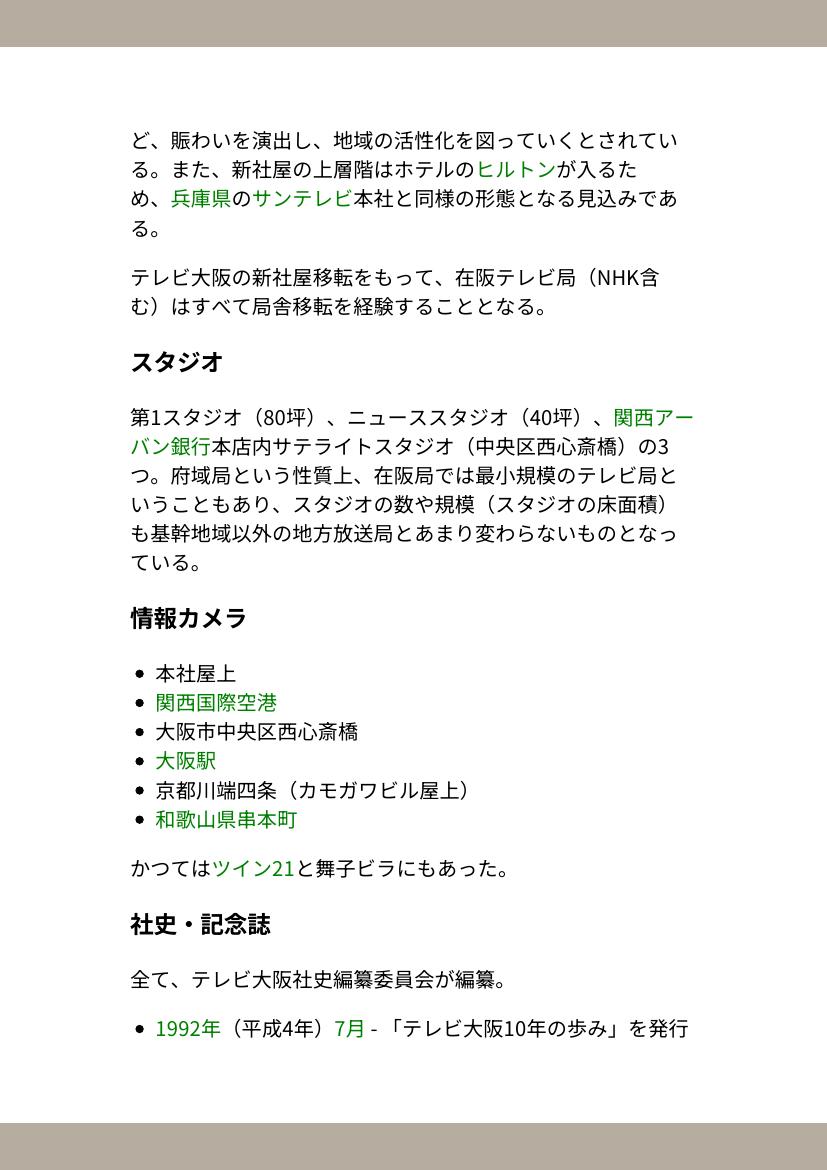 ど、賑わいを演出し、地域の活性化を図っていくとされてい
る。また、新社屋の上層階はホテルのヒルトンが入るた
め、兵庫県のサンテレビ本社と同様の形態となる見込みであ
る。
テレビ大阪の新社屋移転をもって、在阪テレビ局（NHK含
む）はすべて局舎移転を経験することとなる。
スタジオ
第1スタジオ（80坪）、ニューススタジオ（40坪）、関西アー
バン銀行本店内サテライトスタジオ（中央区西心斎橋）の3
つ。府域局という性質上、在阪局では最小規模のテレビ局と
いうこともあり、スタジオの数や規模（スタジオの床面積）
も基幹地域以外の地方放送局とあまり変わらないものとなっ
ている。
情報カメラ
• 本社屋上
• 関西国際空港
• 大阪市中央区西心斎橋
• 大阪駅
• 京都川端四条（カモガワビル屋上）
• 和歌山県串本町
かつてはツイン21と舞子ビラにもあった。
社史・記念誌
全て、テレビ大阪社史編纂委員会が編纂。
• 1992年（平成4年）7月 - 「テレビ大阪10年の歩み」を発行